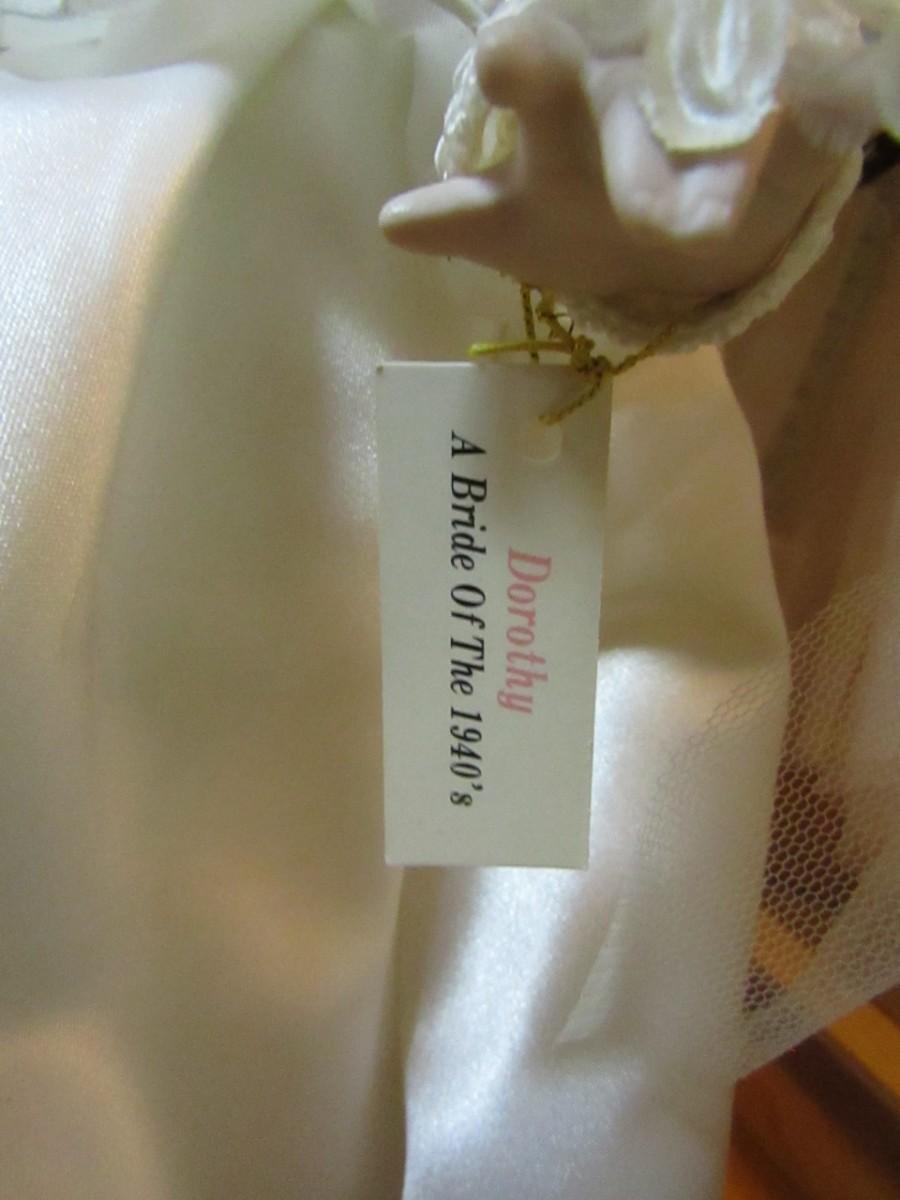 Dorothy
A Bride Of The 1940's